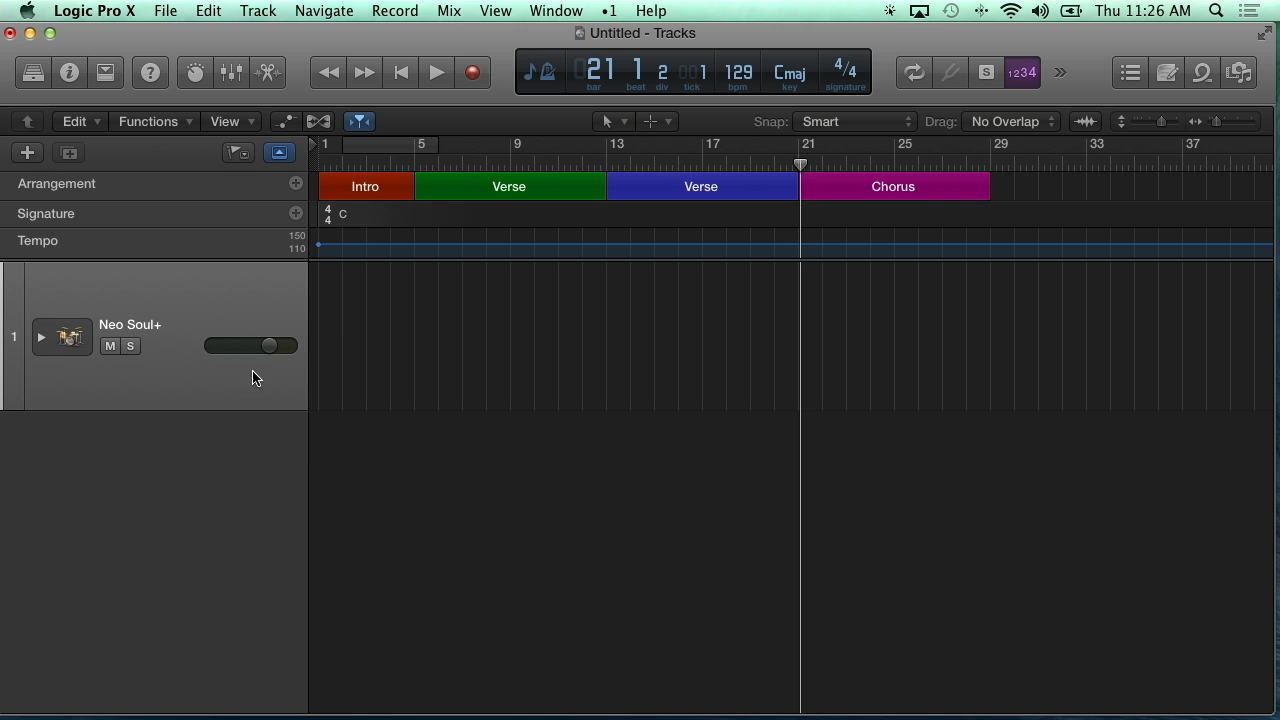 Logic Pro X File Edit Track Navigate Record Mix View Window •1 Help Thu 11:26 AM
Untitled - Tracks
21 1 2 1 129 Cmaj 4/4
bar beat div tick bpm key signature
S 1234
Edit Functions View Snap: Smart Drag: No Overlap
1 5 9 13 17 21 25 29 33 37
Arrangement Intro Verse Verse Chorus
Signature 4/4 C
Tempo 150
110
1 Neo Soul+
M S